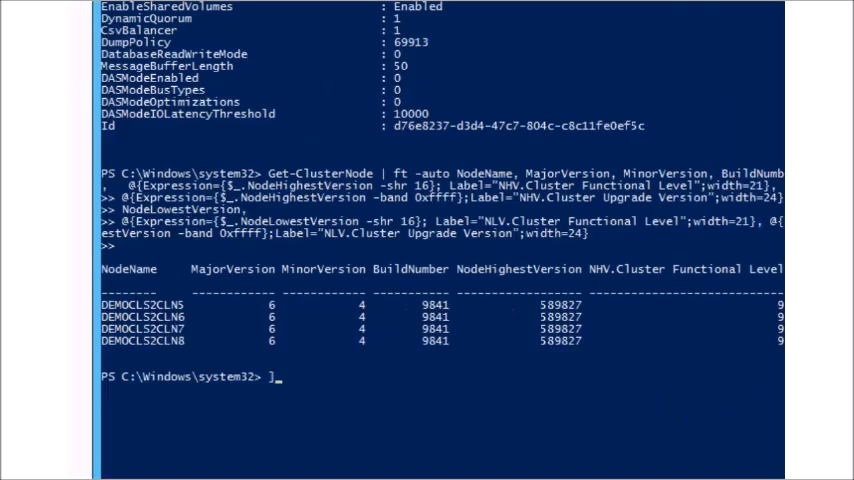 EnableSharedVolumes : Enabled
DynamicQuorum : 1
CsvBalancer : 1
DumpPolicy : 69913
DatabaseReadWriteMode : 0
MessageBufferLength : 50
DASModeEnabled : 0
DASModeBusTypes : 0
DASModeOptimizations : 0
DASModeIOLatencyThreshold : 10000
Id : d76e8237-d3d4-47c7-804c-c8c11fe0ef5c
PS C:\Windows\system32> Get-ClusterNode | ft -auto NodeName, MajorVersion, MinorVersion, BuildNumb
, @{Expression={$_.NodeHighestVersion -shr 16}; Label="NHV.Cluster Functional Level";width=21},
>> @{Expression={$_.NodeHighestVersion -band 0xffff};Label="NHV.Cluster Upgrade Version";width=24}
>> NodeLowestVersion,
>> @{Expression={$_.NodeLowestVersion -shr 16}; Label="NLV.Cluster Functional Level";width=21}, @{
estVersion -band 0xffff};Label="NLV.Cluster Upgrade Version";width=24}
>>
NodeName MajorVersion MinorVersion BuildNumber NodeHighestVersion NHV.Cluster Functional Level
-------- ------------ ------------ ----------- ------------------ ----------------------------
DEMOCLS2CLN5 6 4 9841 589827 9
DEMOCLS2CLN6 6 4 9841 589827 9
DEMOCLS2CLN7 6 4 9841 589827 9
DEMOCLS2CLN8 6 4 9841 589827 9
PS C:\Windows\system32> ]_